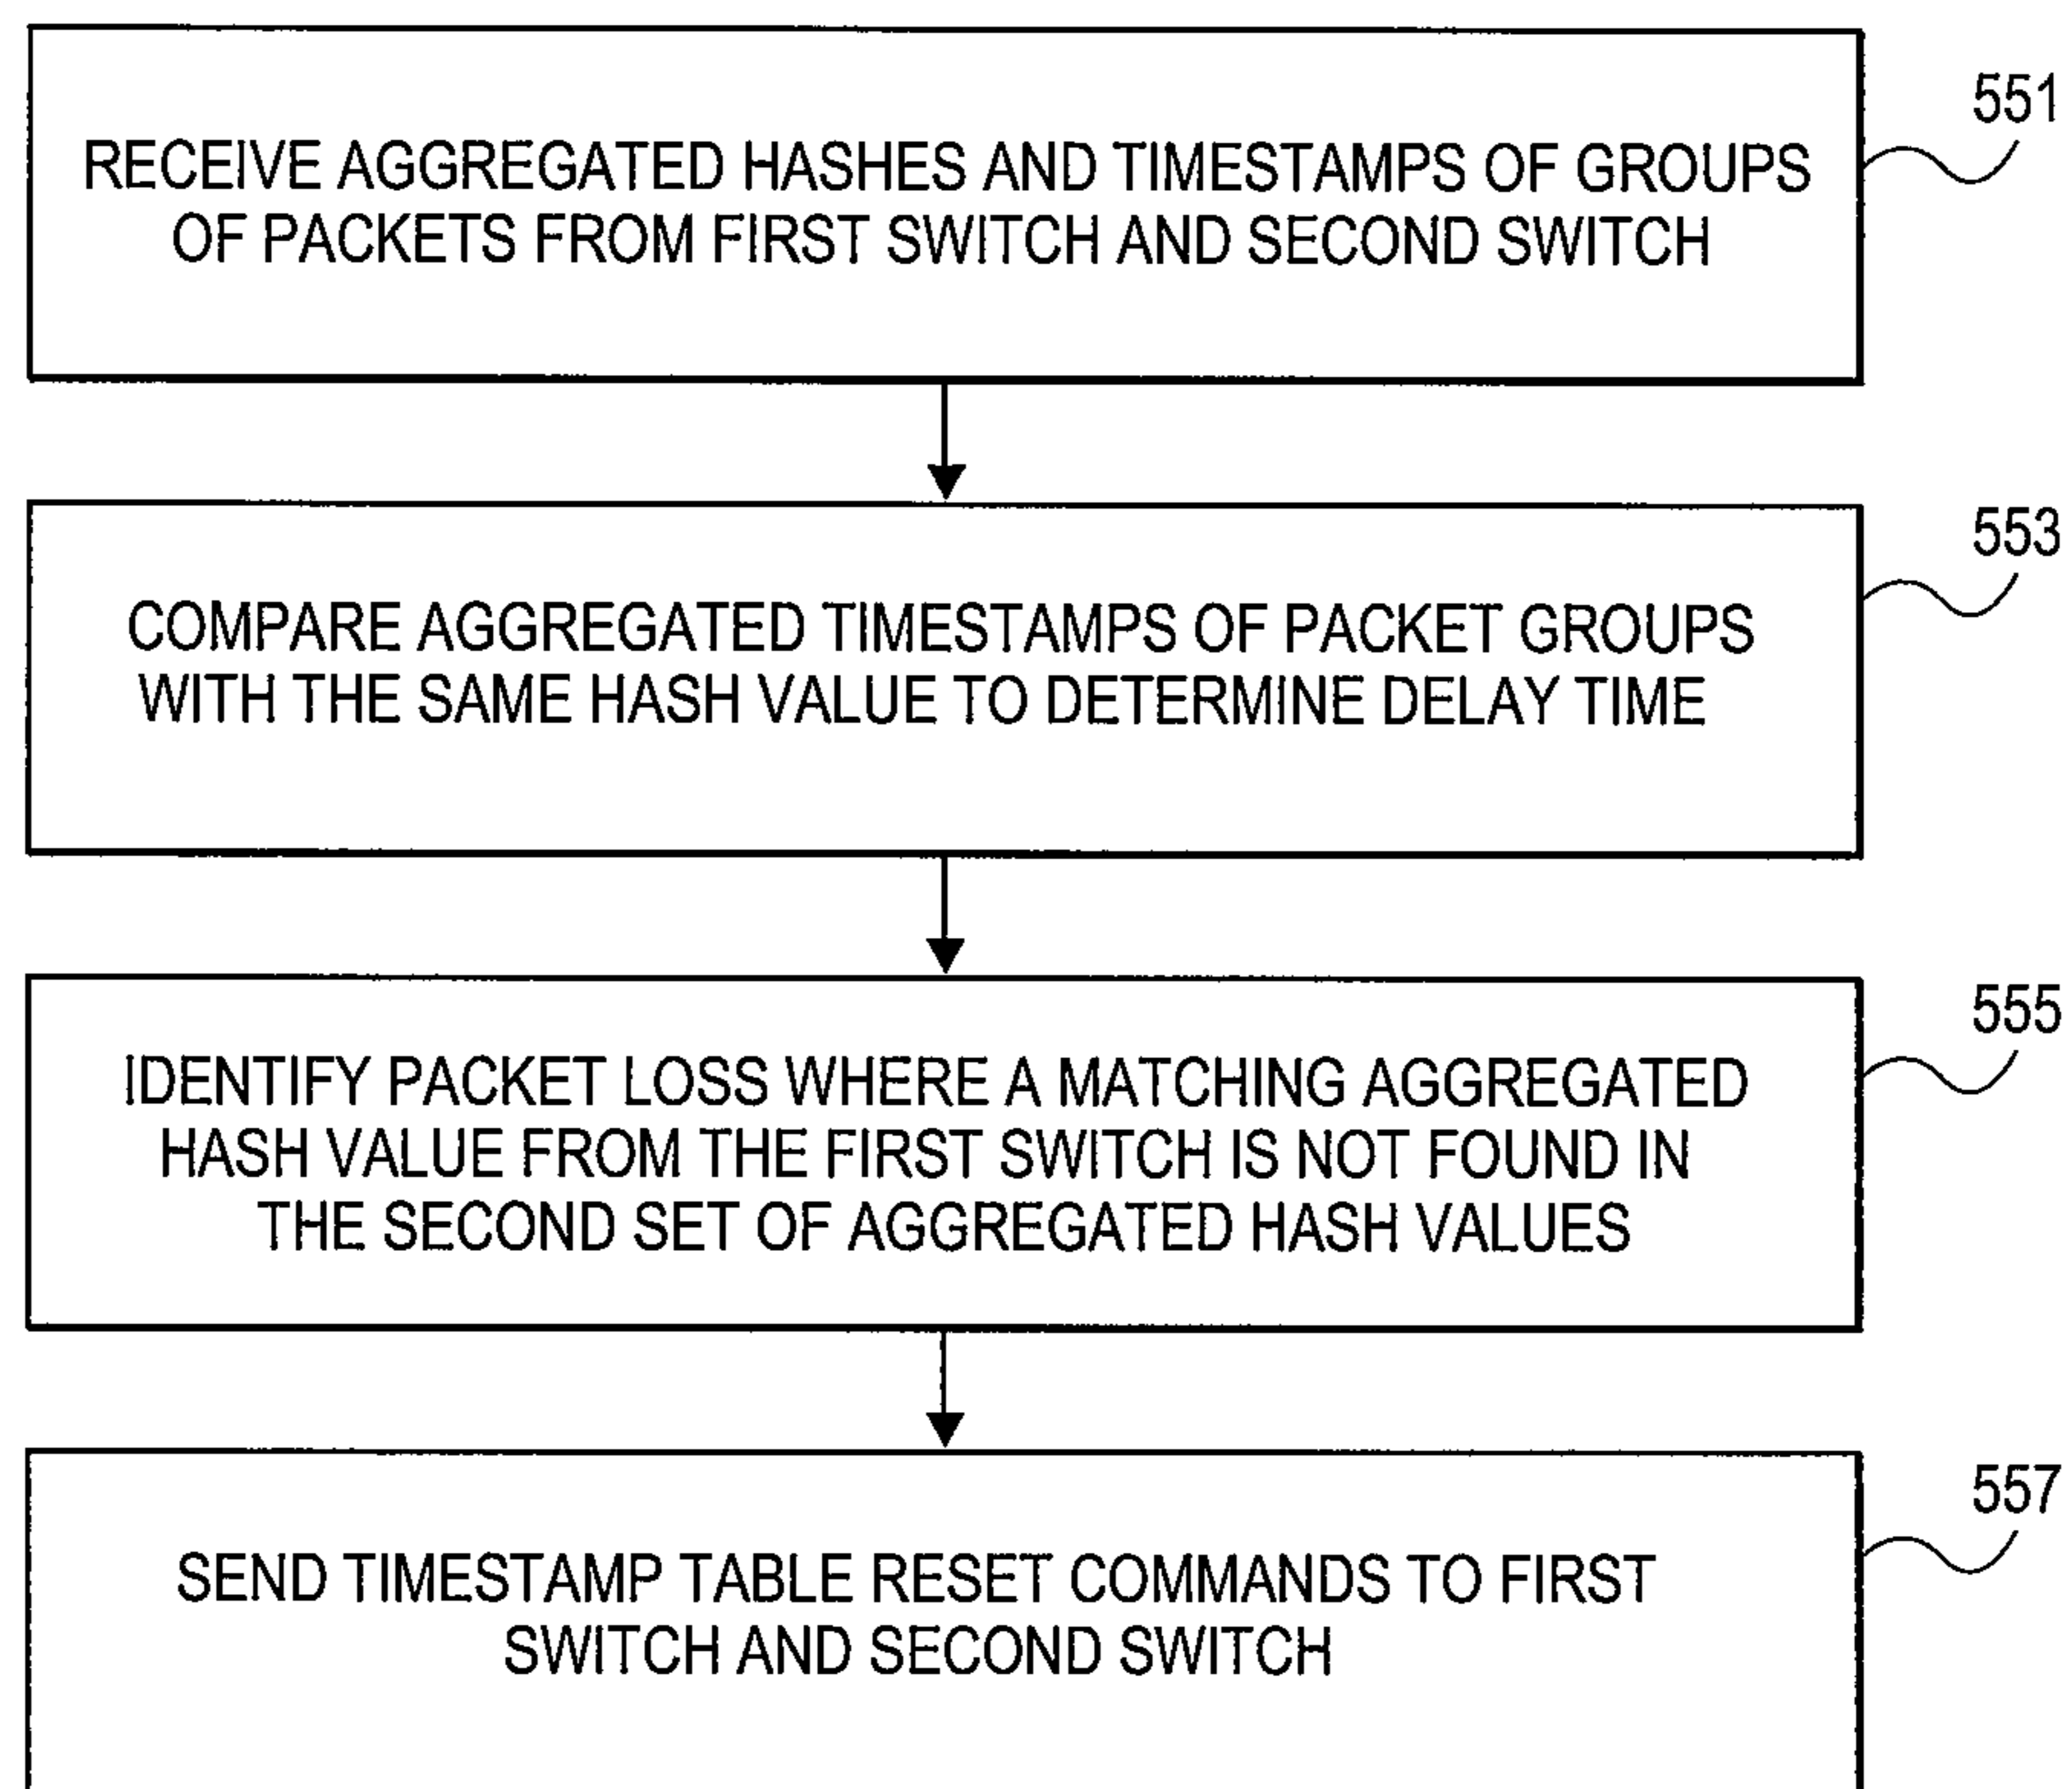 551
RECEIVE AGGREGATED HASHES AND TIMESTAMPS OF GROUPS
OF PACKETS FROM FIRST SWITCH AND SECOND SWITCH
553
COMPARE AGGREGATED TIMESTAMPS OF PACKET GROUPS
WITH THE SAME HASH VALUE TO DETERMINE DELAY TIME
555
IDENTIFY PACKET LOSS WHERE A MATCHING AGGREGATED
HASH VALUE FROM THE FIRST SWITCH IS NOT FOUND IN
THE SECOND SET OF AGGREGATED HASH VALUES
557
SEND TIMESTAMP TABLE RESET COMMANDS TO FIRST
SWITCH AND SECOND SWITCH